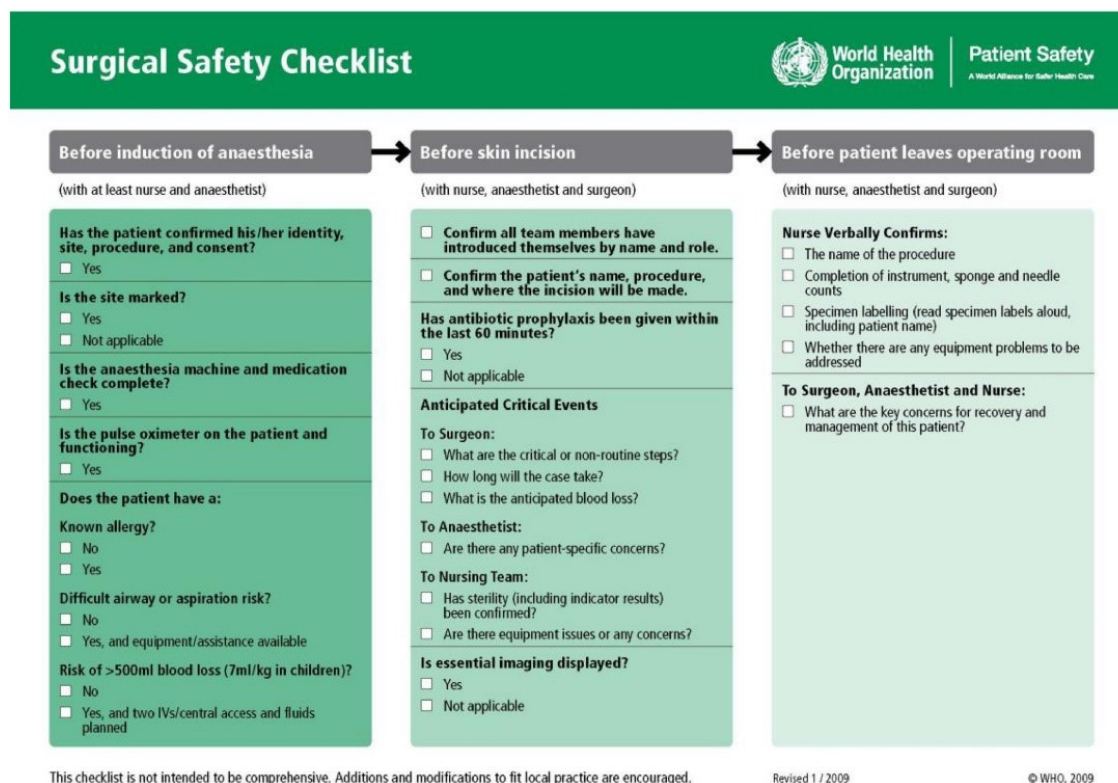 Surgical Safety Checklist
World Health
Organization
Patient Safety
A World Alliance for Safer Health Care
Before induction of anaesthesia
(with at least nurse and anaesthetist)
Has the patient confirmed his/her identity,
site, procedure, and consent?
Yes
Is the site marked?
Yes
Not applicable
Is the anaesthesia machine and medication
check complete?
Yes
Is the pulse oximeter on the patient and
functioning?
Yes
Does the patient have a:
Known allergy?
No
Yes
Difficult airway or aspiration risk?
No
Yes, and equipment/assistance available
Risk of >500ml blood loss (7ml/kg in children)?
No
Yes, and two IVs/central access and fluids
planned
Before skin incision
(with nurse, anaesthetist and surgeon)
Confirm all team members have
introduced themselves by name and role.
Confirm the patient's name, procedure,
and where the incision will be made.
Has antibiotic prophylaxis been given within
the last 60 minutes?
Yes
Not applicable
Anticipated Critical Events
To Surgeon:
What are the critical or non-routine steps?
How long will the case take?
What is the anticipated blood loss?
To Anaesthetist:
Are there any patient-specific concerns?
To Nursing Team:
Has sterility (including indicator results)
been confirmed?
Are there equipment issues or any concerns?
Is essential imaging displayed?
Yes
Not applicable
Before patient leaves operating room
(with nurse, anaesthetist and surgeon)
Nurse Verbally Confirms:
The name of the procedure
Completion of instrument, sponge and needle
counts
Specimen labelling (read specimen labels aloud,
including patient name)
Whether there are any equipment problems to be
addressed
To Surgeon, Anaesthetist and Nurse:
What are the key concerns for recovery and
management of this patient?
This checklist is not intended to be comprehensive. Additions and modifications to fit local practice are encouraged.
Revised 1 / 2009
© WHO, 2009